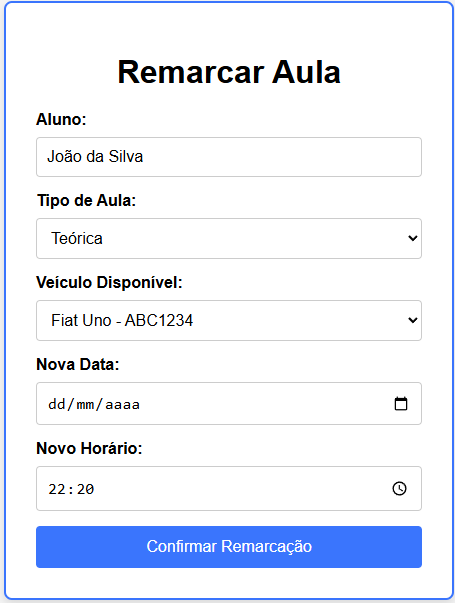 Remarcar Aula
Aluno:
João da Silva
Tipo de Aula:
Teórica
Veículo Disponível:
Fiat Uno - ABC1234
Nova Data:
dd/mm/aaaa
Novo Horário:
22:20
Confirmar Remarcação